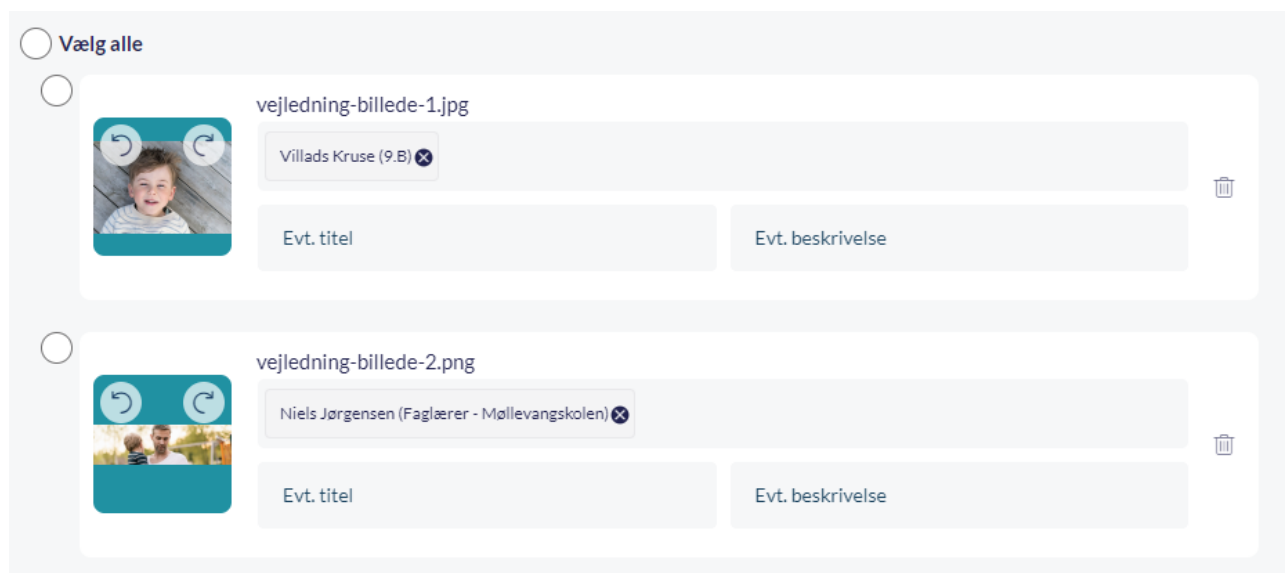 Vælg alle
vejledning-billede-1.jpg
Villads Kruse (9.B)
Evt. titel
Evt. beskrivelse
vejledning-billede-2.png
Niels Jørgensen (Faglærer - Møllevangskolen)
Evt. titel
Evt. beskrivelse